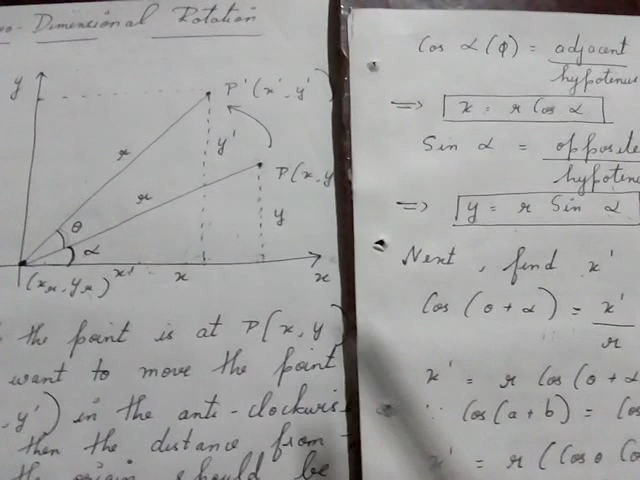 Dimensional Rotation
y
P'(x', y')
r
y'
r
P(x, y
θ
α
y
(xr, yr)
x'
x
x
the point is at P(x, y
want to move the point
, y') in the anti-clockwis
then the distance from
the origin should be
Cos α(φ) = adjacent
hypotenus
=> x = r Cos α
Sin α = opposite
hypoten
=> y = r Sin α
Next, find x'
Cos(θ + α) = x'
r
x' = r Cos(θ + α
∵ Cos(a + b) = Cos
x' = r (Cos θ Co